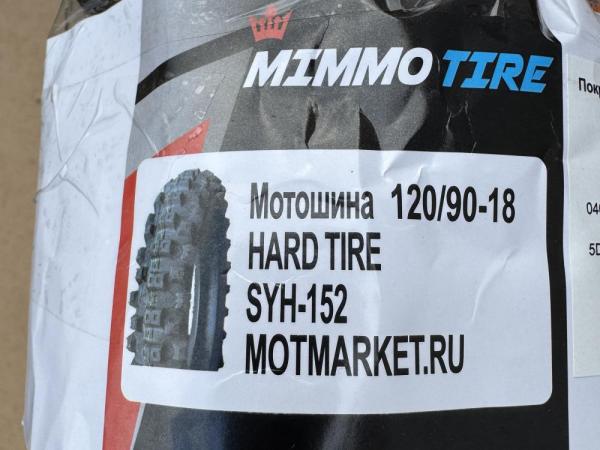 MIMMO TIRE
Мотошина 120/90-18
HARD TIRE
SYH-152
MOTMARKET.RU